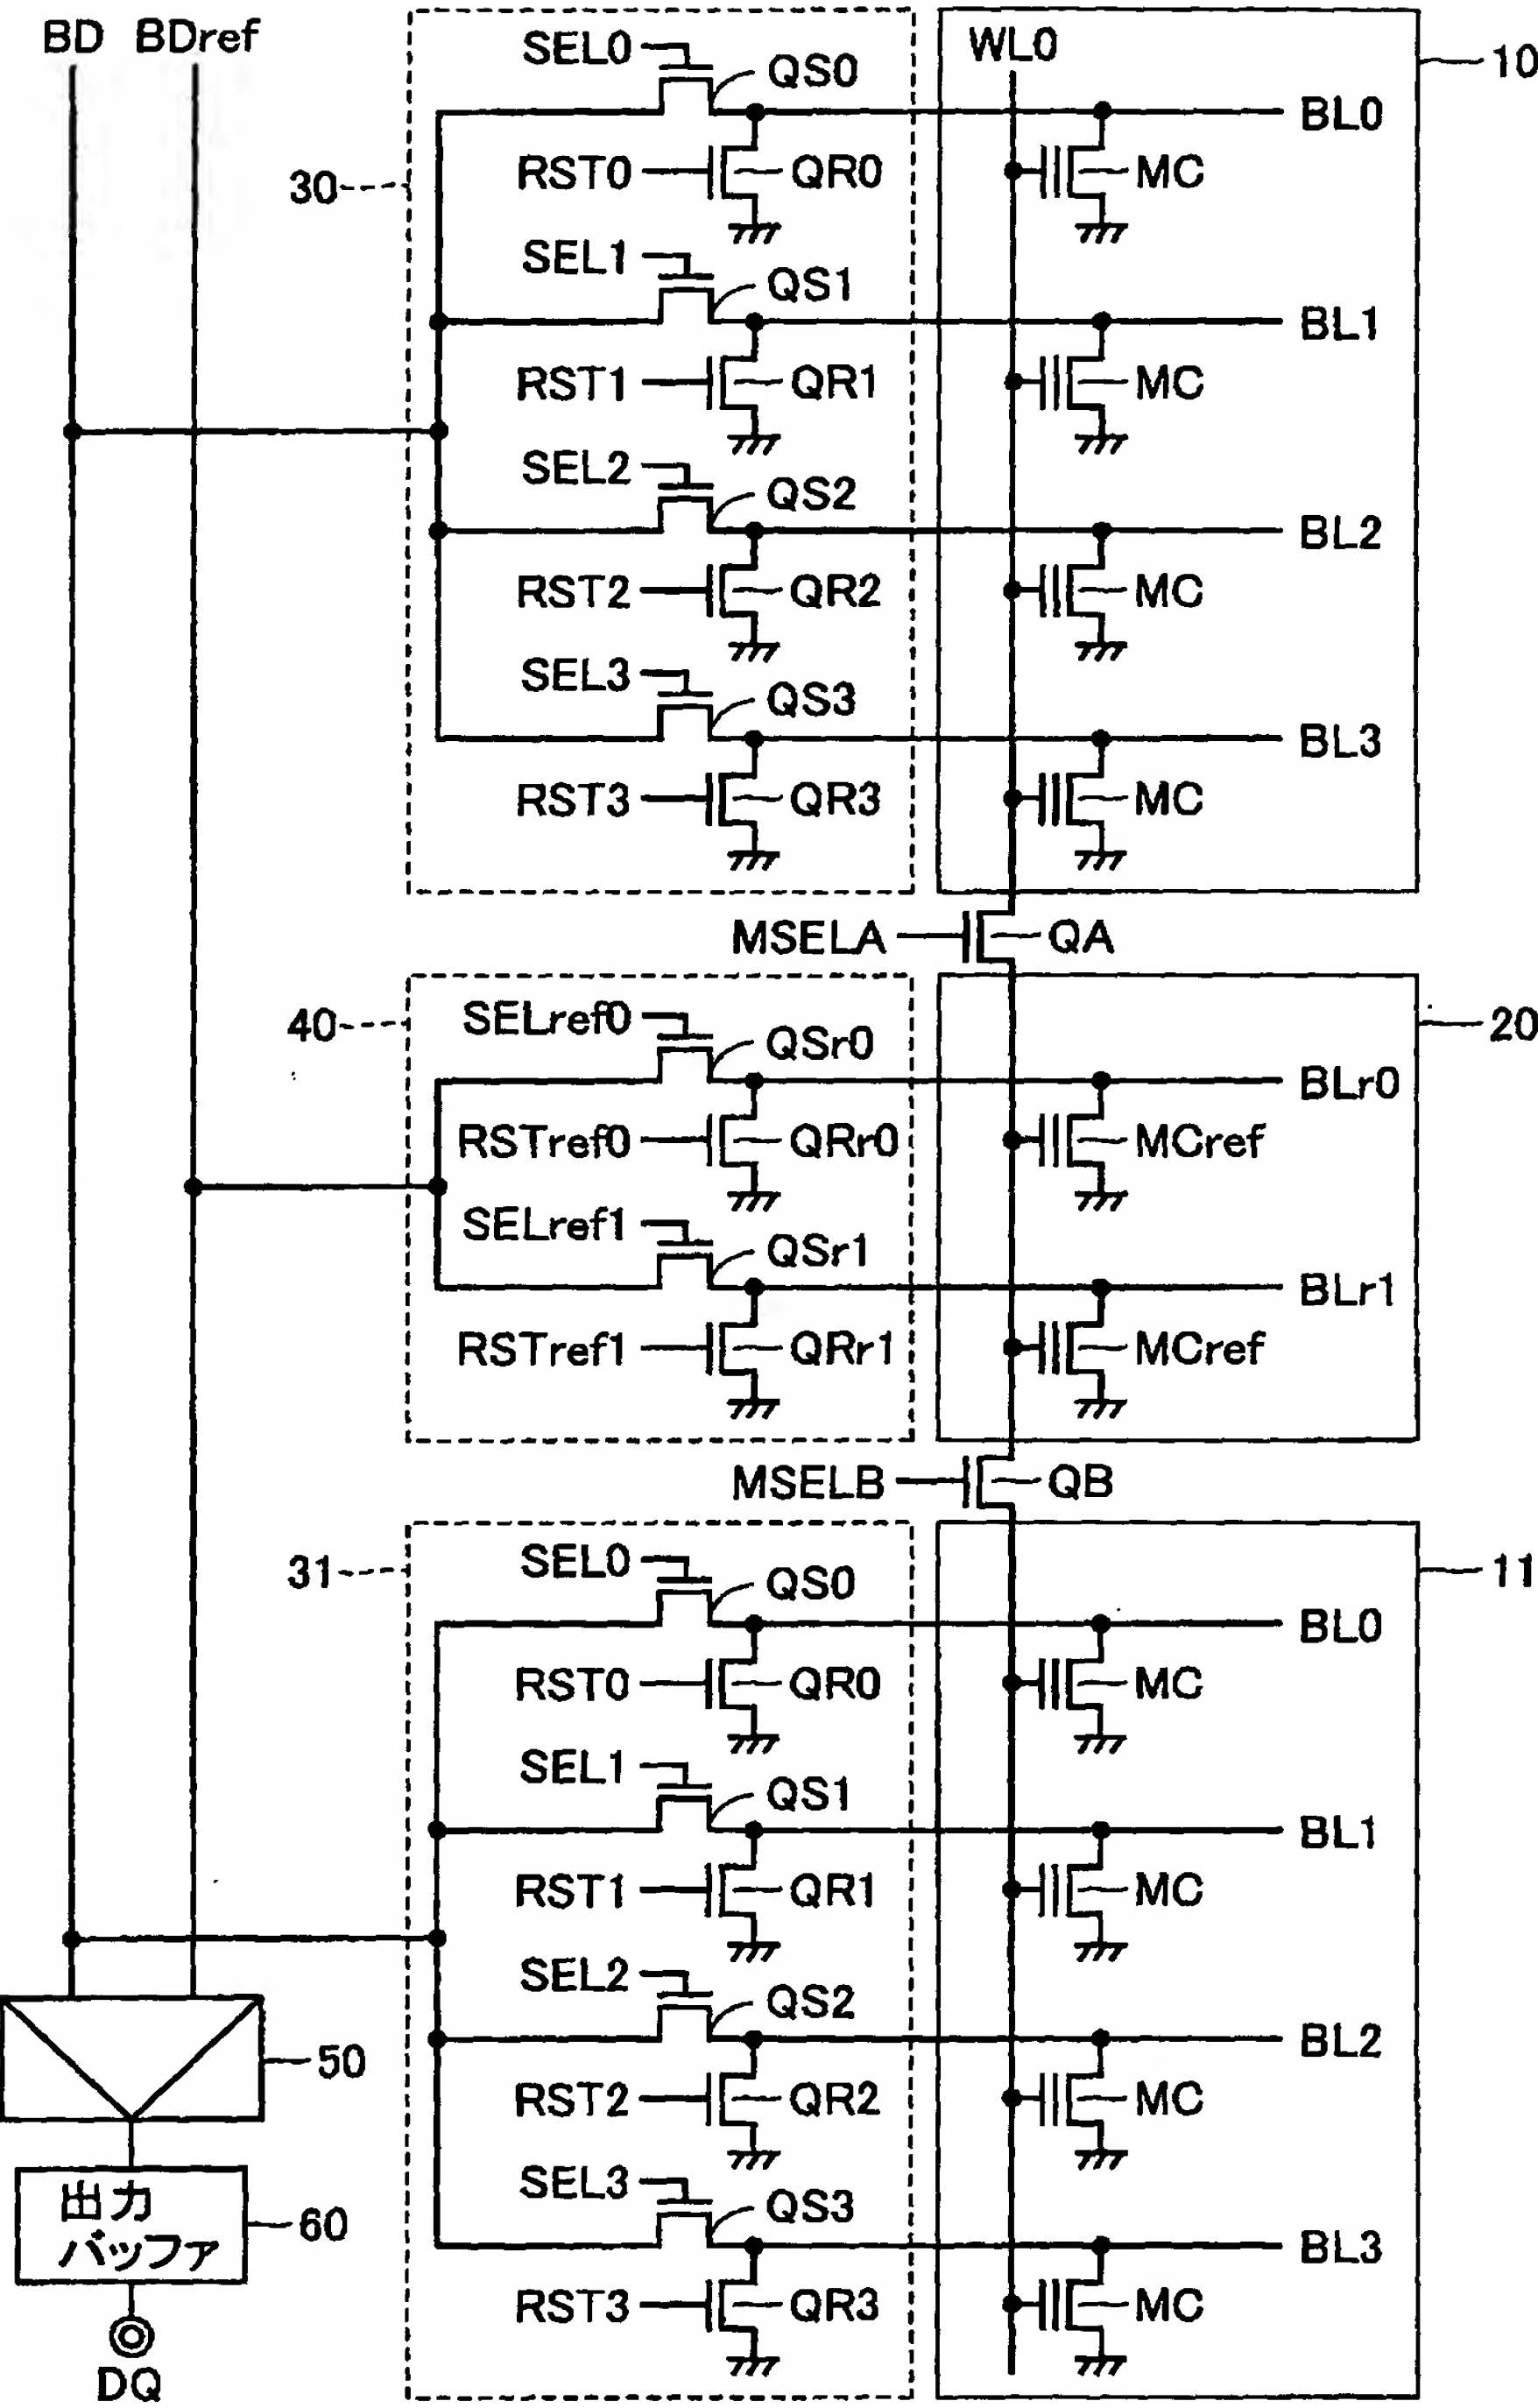 BD BDref
SEL0 QS0 WL0 10
BL0
30 RST0 QR0 MC
SEL1 QS1
BL1
RST1 QR1 MC
SEL2 QS2
BL2
RST2 QR2 MC
SEL3 QS3
BL3
RST3 QR3 MC
MSELA QA
40 SELref0 QSr0 20
BLr0
RSTref0 QRr0 MCref
SELref1 QSr1
BLr1
RSTref1 QRr1 MCref
MSELB QB
31 SEL0 QS0 11
BL0
RST0 QR0 MC
SEL1 QS1
BL1
RST1 QR1 MC
SEL2 QS2
50 BL2
RST2 QR2 MC
SEL3 QS3
出力
バッファ 60
BL3
RST3 QR3 MC
DQ